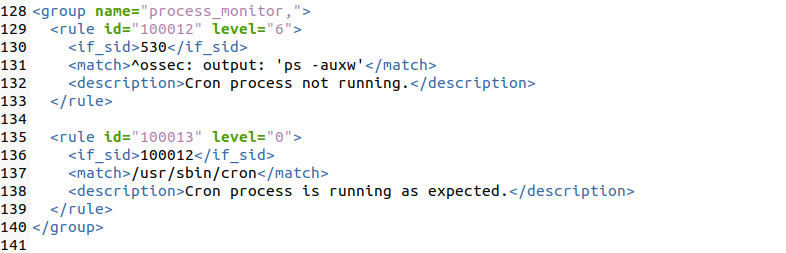 128 <group name="process_monitor,">
129   <rule id="100012" level="6">
130     <if_sid>530</if_sid>
131     <match>^ossec: output: 'ps -auxw'</match>
132     <description>Cron process not running.</description>
133   </rule>
134
135   <rule id="100013" level="0">
136     <if_sid>100012</if_sid>
137     <match>/usr/sbin/cron</match>
138     <description>Cron process is running as expected.</description>
139   </rule>
140 </group>
141